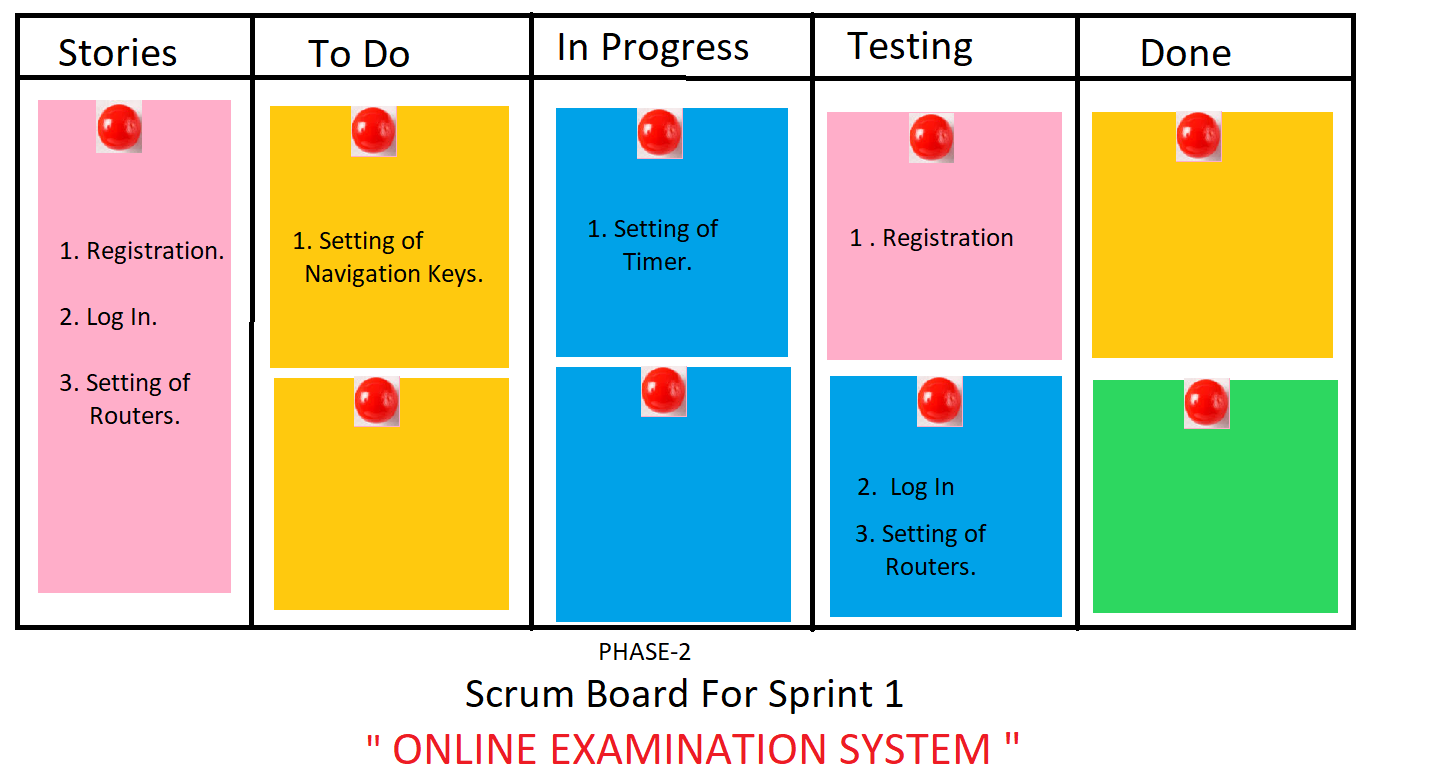 Stories
To Do
In Progress
Testing
Done
1. Registration.
2. Log In.
3. Setting of
Routers.
1. Setting of
Navigation Keys.
1. Setting of
Timer.
1 . Registration
2. Log In
3. Setting of
Routers.
PHASE-2
Scrum Board For Sprint 1
" ONLINE EXAMINATION SYSTEM "